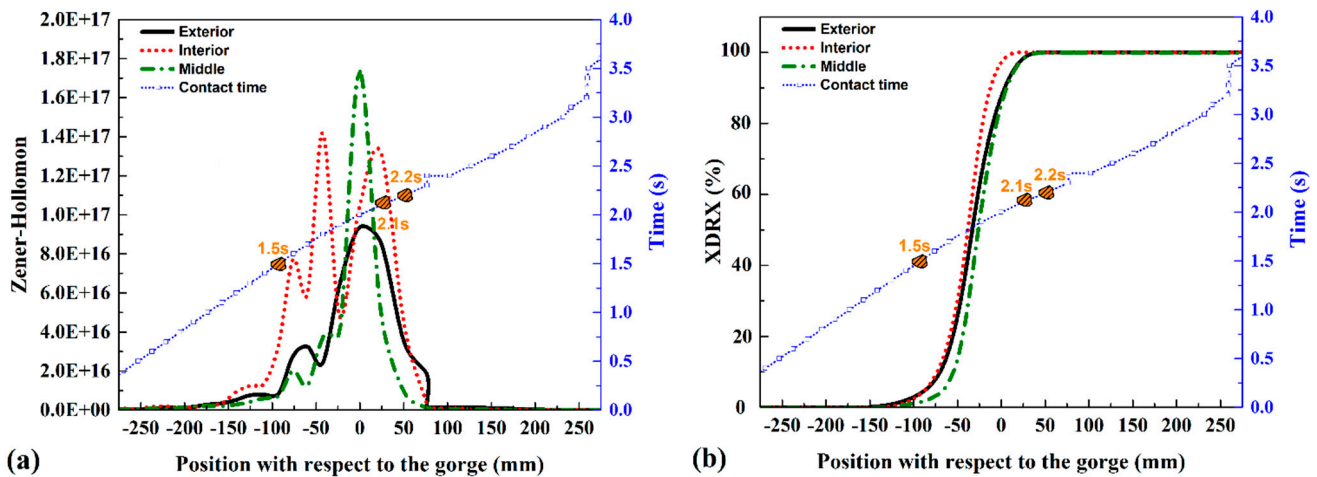 2.0E+17
1.8E+17
1.6E+17
1.4E+17
1.2E+17
1.0E+17
8.0E+16
6.0E+16
4.0E+16
2.0E+16
0.0E+00
Zener-Hollomon
Exterior
Interior
Middle
Contact time
1.5s
2.1s
2.2s
4.0
3.5
3.0
2.5
2.0
1.5
1.0
0.5
0.0
Time (s)
-250 -200 -150 -100 -50 0 50 100 150 200 250
(a) Position with respect to the gorge (mm)
100
80
60
40
20
0
XDRX (%)
Exterior
Interior
Middle
Contact time
1.5s
2.1s
2.2s
4.0
3.5
3.0
2.5
2.0
1.5
1.0
0.5
0.0
Time (s)
-250 -200 -150 -100 -50 0 50 100 150 200 250
(b) Position with respect to the gorge (mm)